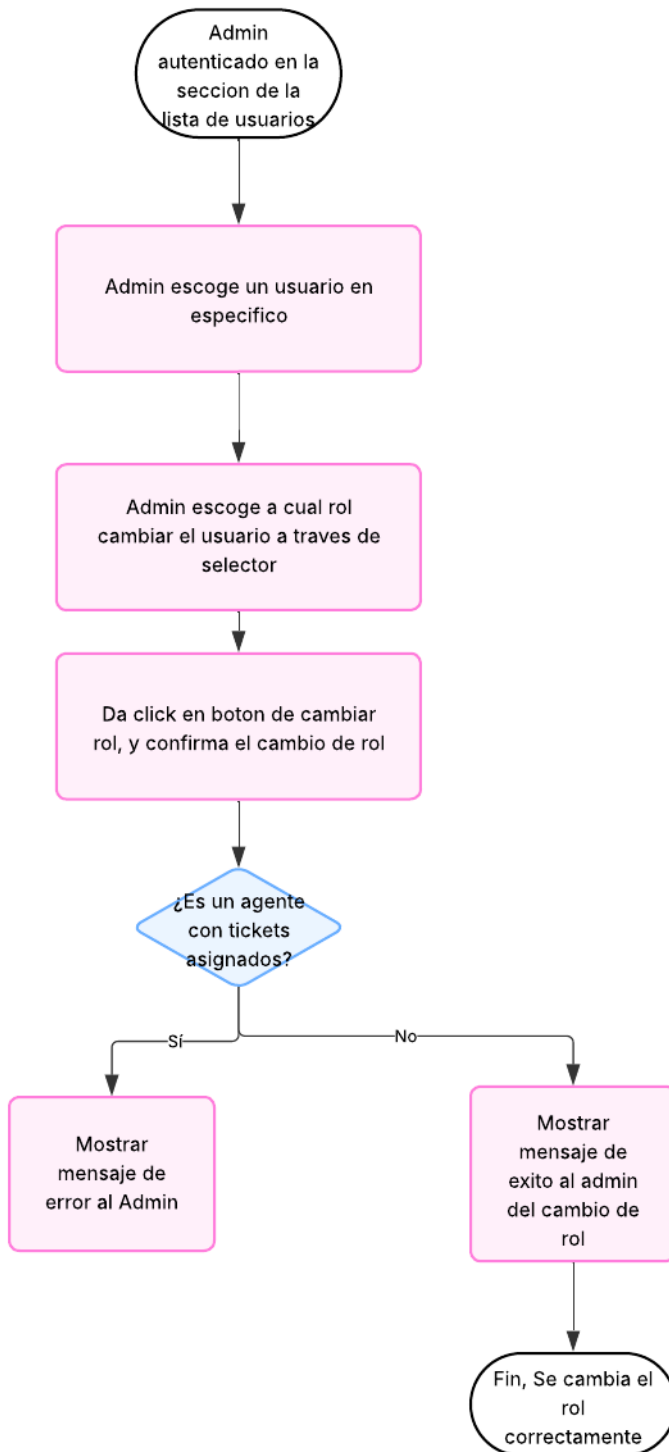 Admin
autenticado en la
seccion de la
lista de usuarios
Admin escoge un usuario en
especifico
Admin escoge a cual rol
cambiar el usuario a traves de
selector
Da click en boton de cambiar
rol, y confirma el cambio de rol
¿Es un agente
con tickets
asignados?
Sí
No
Mostrar
mensaje de
error al Admin
Mostrar
mensaje de
exito al admin
del cambio de
rol
Fin, Se cambia el
rol
correctamente